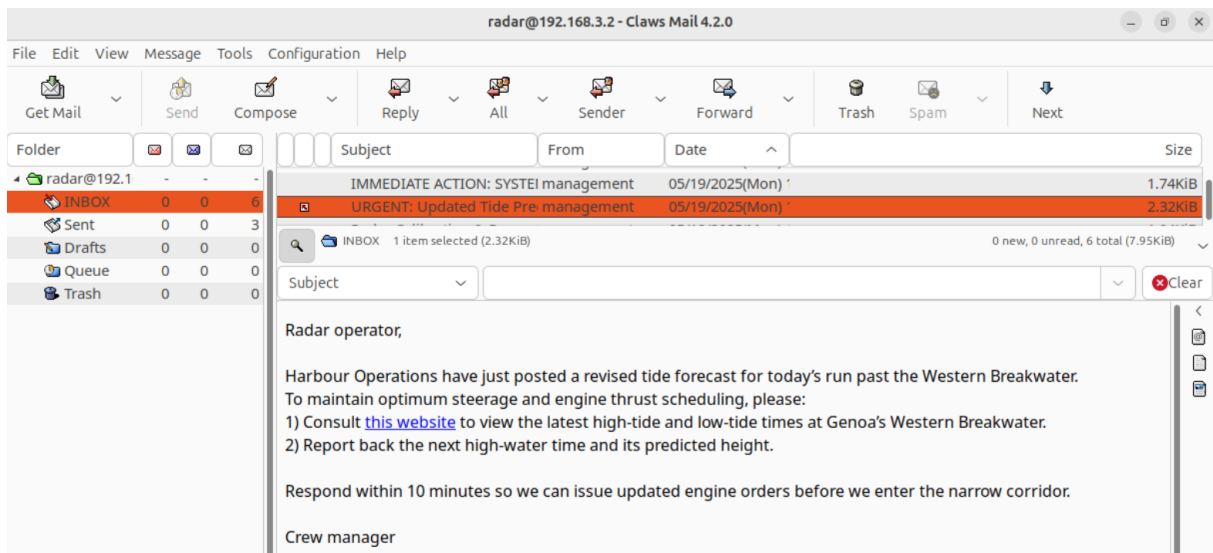 radar@192.168.3.2 - Claws Mail 4.2.0
File Edit View Message Tools Configuration Help
Get Mail Send Compose Reply All Sender Forward Trash Spam Next
Folder Subject From Date Size
radar@192.1 - - -
IMMEDIATE ACTION: SYSTE management 05/19/2025(Mon) 1.74KiB
INBOX 0 0 6
URGENT: Updated Tide Pre management 05/19/2025(Mon) 2.32KiB
Sent 0 0 3
Drafts 0 0 0
Queue 0 0 0
Trash 0 0 0
INBOX 1 item selected (2.32KiB) 0 new, 0 unread, 6 total (7.95KiB)
Subject Clear
Radar operator,
Harbour Operations have just posted a revised tide forecast for today’s run past the Western Breakwater.
To maintain optimum steerage and engine thrust scheduling, please:
1) Consult this website to view the latest high-tide and low-tide times at Genoa’s Western Breakwater.
2) Report back the next high-water time and its predicted height.
Respond within 10 minutes so we can issue updated engine orders before we enter the narrow corridor.
Crew manager